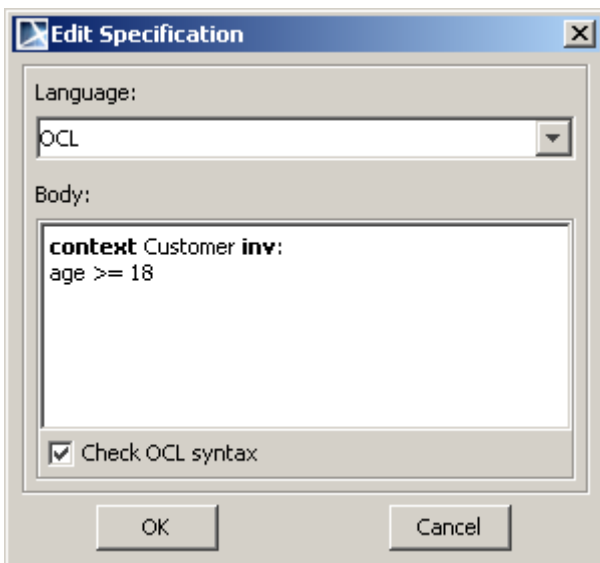 Edit Specification
Language:
OCL
Body:
context Customer inv:
age >= 18
Check OCL syntax
OK
Cancel